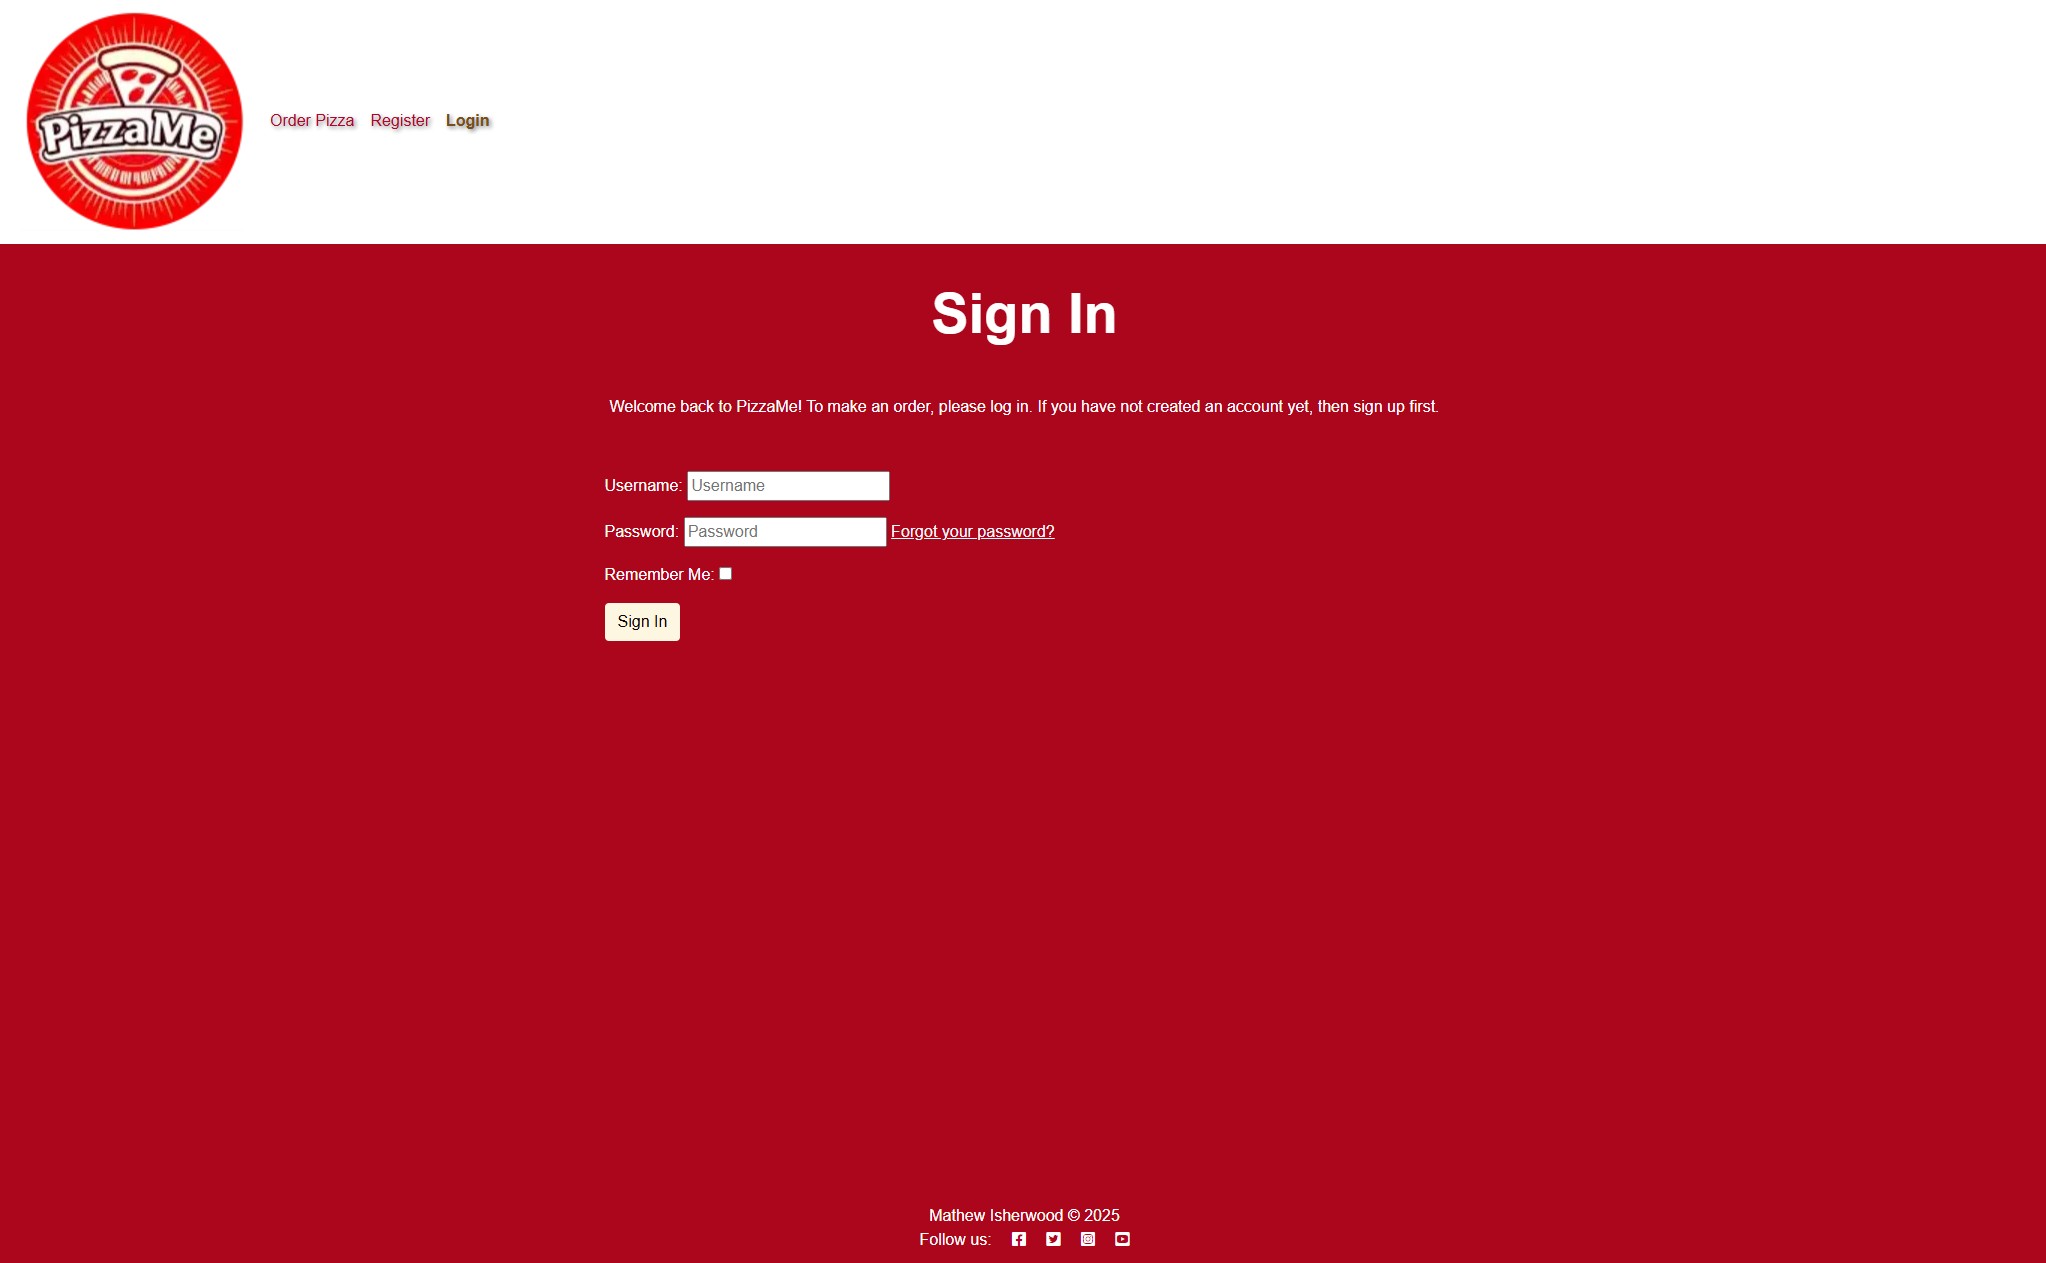 PizzaMe
Order Pizza Register Login
Sign In
Welcome back to PizzaMe! To make an order, please log in. If you have not created an account yet, then sign up first.
Username: Username
Password: Password Forgot your password?
Remember Me:
Sign In
Mathew Isherwood © 2025
Follow us: